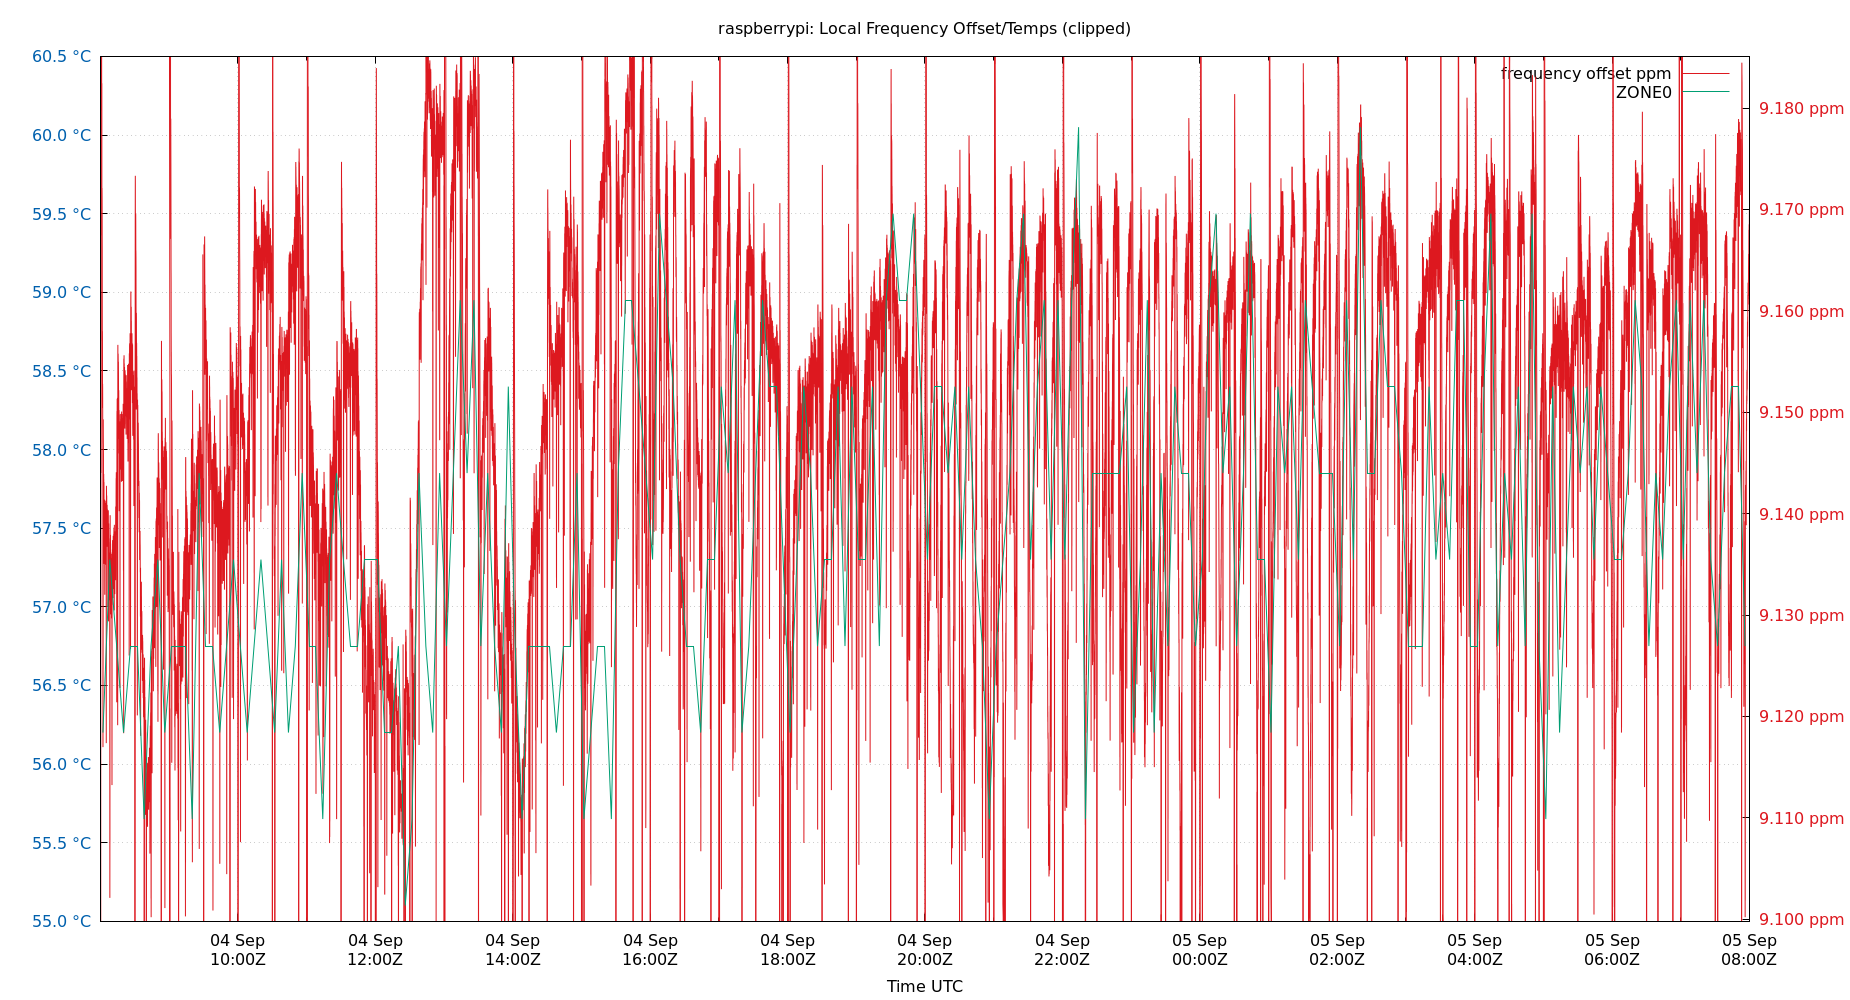 raspberrypi: Local Frequency Offset/Temps (clipped)
60.5 °C
60.0 °C
59.5 °C
59.0 °C
58.5 °C
58.0 °C
57.5 °C
57.0 °C
56.5 °C
56.0 °C
55.5 °C
55.0 °C
frequency offset ppm
ZONE0
9.180 ppm
9.170 ppm
9.160 ppm
9.150 ppm
9.140 ppm
9.130 ppm
9.120 ppm
9.110 ppm
9.100 ppm
04 Sep 04 Sep 04 Sep 04 Sep 04 Sep 04 Sep 04 Sep 05 Sep 05 Sep 05 Sep 05 Sep 05 Sep
10:00Z 12:00Z 14:00Z 16:00Z 18:00Z 20:00Z 22:00Z 00:00Z 02:00Z 04:00Z 06:00Z 08:00Z
Time UTC